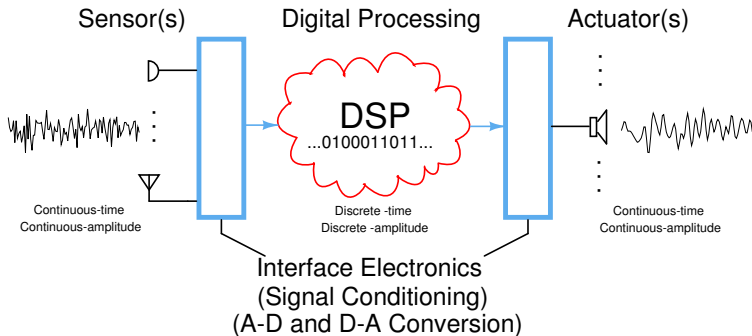 Sensor(s)
Digital Processing
Actuator(s)
DSP
...0100011011...
Continuous-time
Continuous-amplitude
Discrete -time
Discrete -amplitude
Continuous-time
Continuous-amplitude
Interface Electronics
(Signal Conditioning)
(A-D and D-A Conversion)